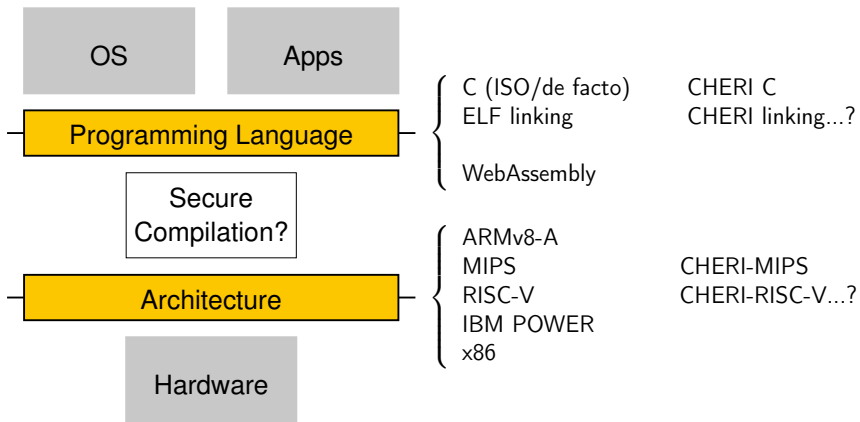 OS
Apps
Programming Language
C (ISO/de facto) CHERI C
ELF linking CHERI linking...?
WebAssembly
Secure
Compilation?
Architecture
ARMv8-A
MIPS CHERI-MIPS
RISC-V CHERI-RISC-V...?
IBM POWER
x86
Hardware